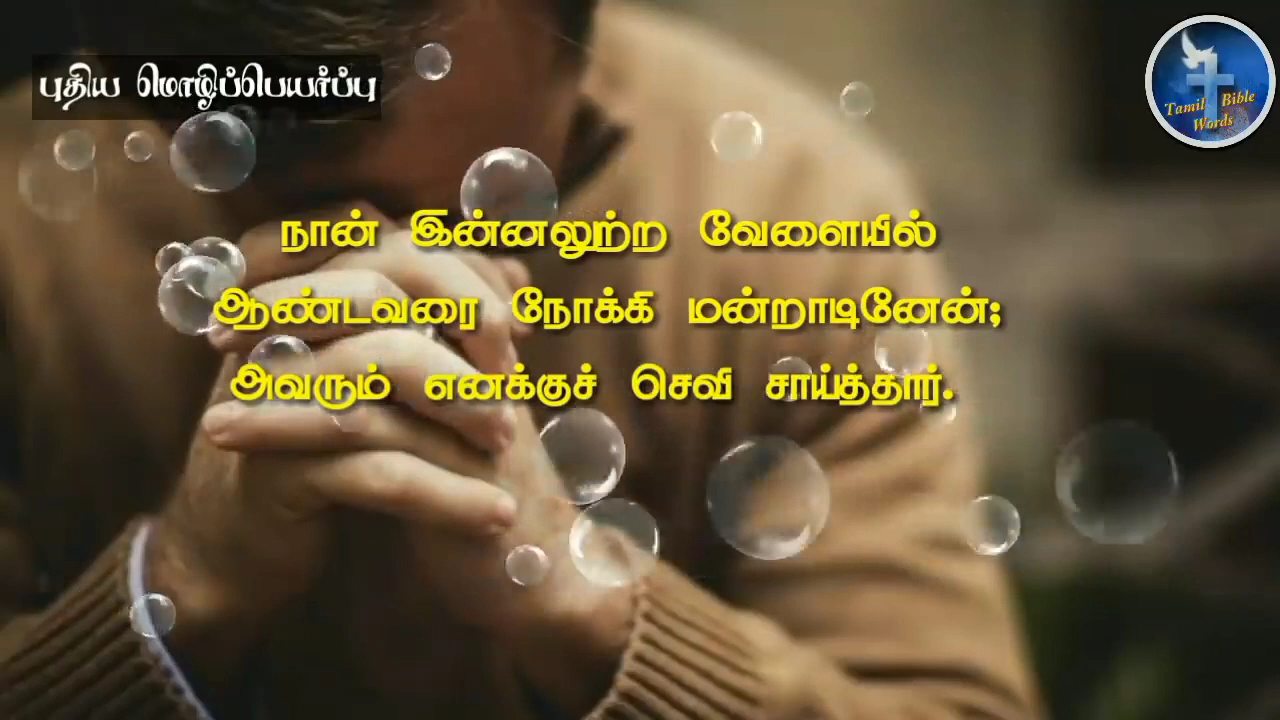 புதிய மொழிப்பெயர்ப்பு
Tamil Bible
Words
நான் இன்னலுற்ற வேளையில்
ஆண்டவரை நோக்கி மன்றாடினேன்;
அவரும் எனக்குச் செவி சாய்த்தார்.